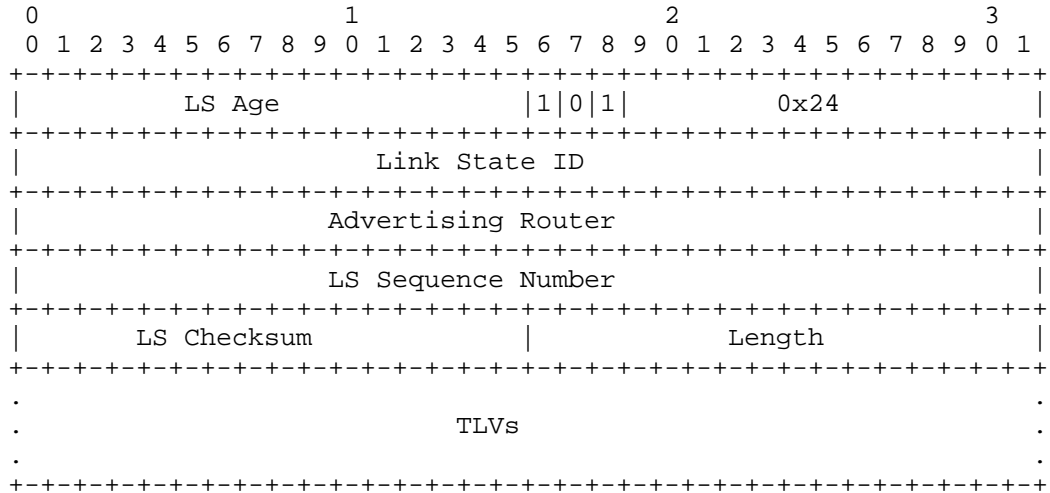 0                   1                   2                   3
 0 1 2 3 4 5 6 7 8 9 0 1 2 3 4 5 6 7 8 9 0 1 2 3 4 5 6 7 8 9 0 1
+-+-+-+-+-+-+-+-+-+-+-+-+-+-+-+-+-+-+-+-+-+-+-+-+-+-+-+-+-+-+-+-+
|          LS Age               |1|0|1|         0x24            |
+-+-+-+-+-+-+-+-+-+-+-+-+-+-+-+-+-+-+-+-+-+-+-+-+-+-+-+-+-+-+-+-+
|                      Link State ID                            |
+-+-+-+-+-+-+-+-+-+-+-+-+-+-+-+-+-+-+-+-+-+-+-+-+-+-+-+-+-+-+-+-+
|                   Advertising Router                          |
+-+-+-+-+-+-+-+-+-+-+-+-+-+-+-+-+-+-+-+-+-+-+-+-+-+-+-+-+-+-+-+-+
|                   LS Sequence Number                          |
+-+-+-+-+-+-+-+-+-+-+-+-+-+-+-+-+-+-+-+-+-+-+-+-+-+-+-+-+-+-+-+-+
|       LS Checksum             |            Length             |
+-+-+-+-+-+-+-+-+-+-+-+-+-+-+-+-+-+-+-+-+-+-+-+-+-+-+-+-+-+-+-+-+
.                                                               .
.                           TLVs                                .
.                                                               .
+-+-+-+-+-+-+-+-+-+-+-+-+-+-+-+-+-+-+-+-+-+-+-+-+-+-+-+-+-+-+-+-+